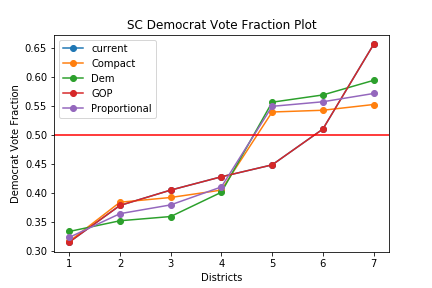 SC Democrat Vote Fraction Plot
current
Compact
Dem
GOP
Proportional
0.65
0.60
0.55
0.50
0.45
0.40
0.35
0.30
Democrat Vote Fraction
1 2 3 4 5 6 7
Districts